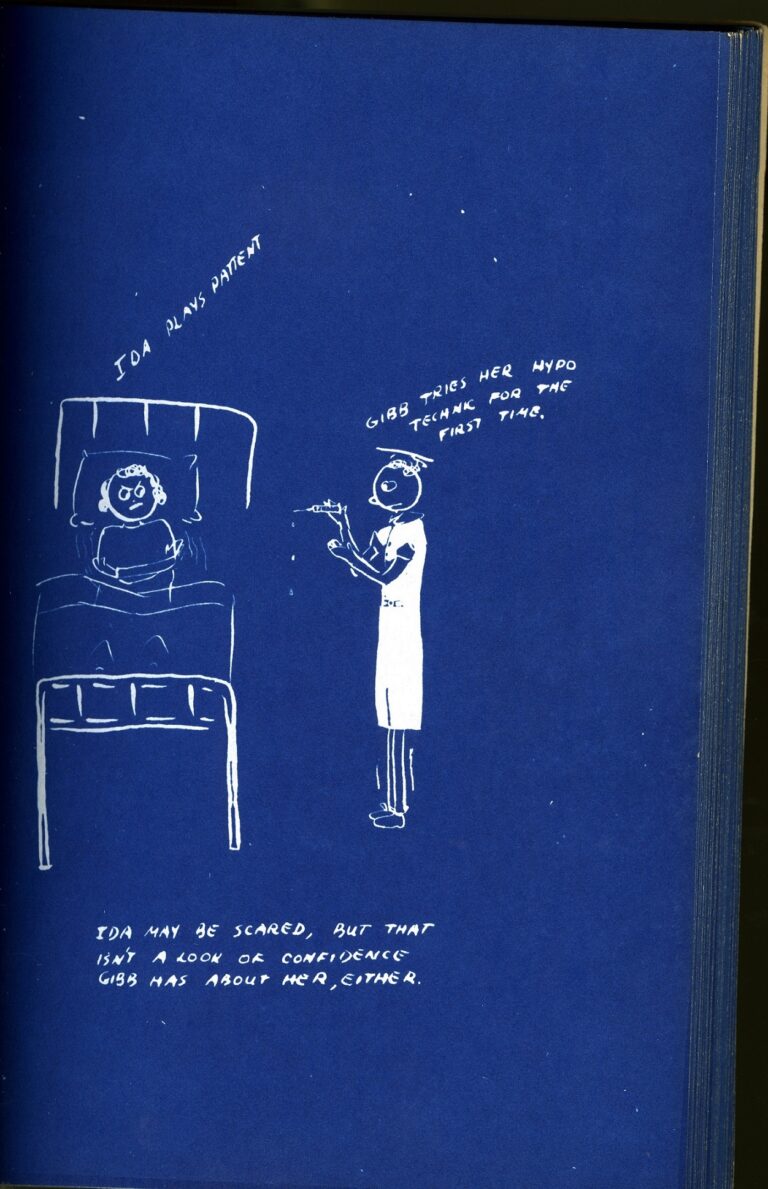 IDA PLAYS PATIENT
GIBB TRIES HER HYPO
TECHNIC FOR THE
FIRST TIME.
IDA MAY BE SCARED, BUT THAT
ISN'T A LOOK OF CONFIDENCE
GIBB HAS ABOUT HER, EITHER.